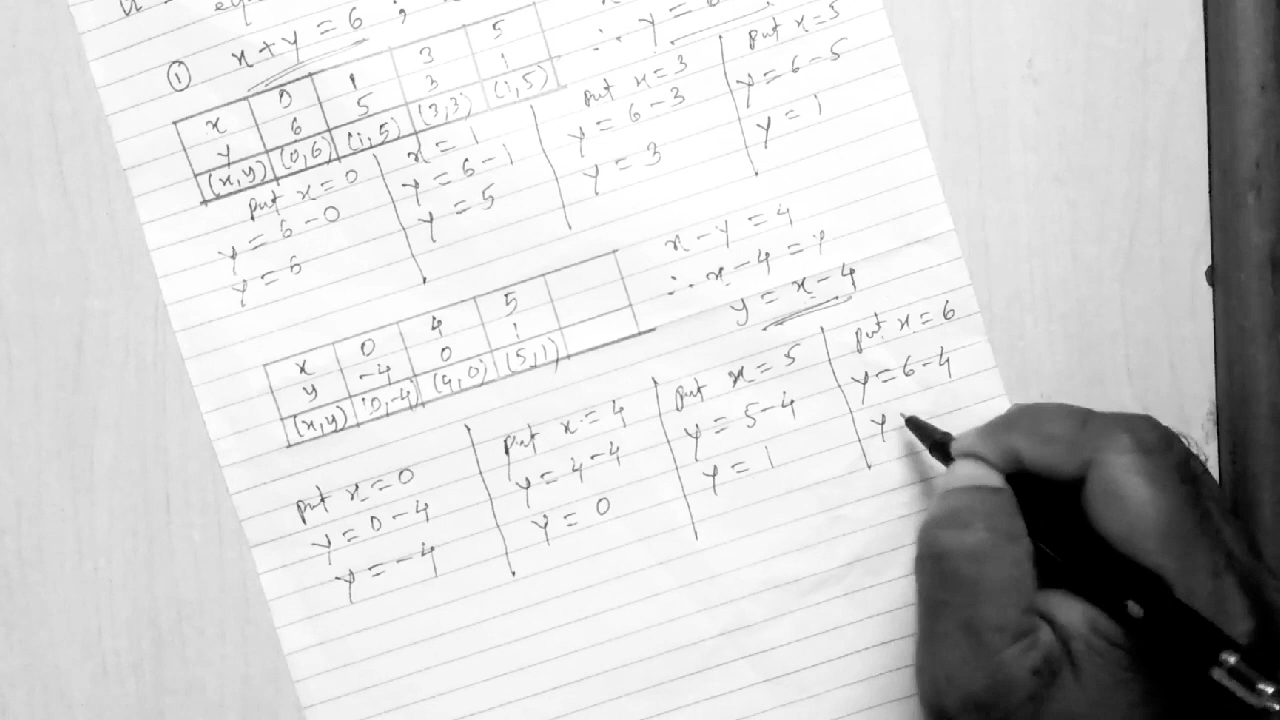 ① x + y = 6 ;
x 0 1 3 5
y 6 5 3 1
(x,y) (0,6) (1,5) (3,3) (1,5)
put x = 0
y = 6 - 0
y = 6
x = 1
y = 6 - 1
y = 5
put x = 3
y = 6 - 3
y = 3
put x = 5
y = 6 - 5
y = 1
x - y = 4
∴ x - 4 = y
y = x - 4
x 0 4 5
y -4 0 1
(x,y) (0,-4) (4,0) (5,1)
put x = 0
y = 0 - 4
y = -4
put x = 4
y = 4 - 4
y = 0
put x = 5
y = 5 - 4
y = 1
put x = 6
y = 6 - 4
y